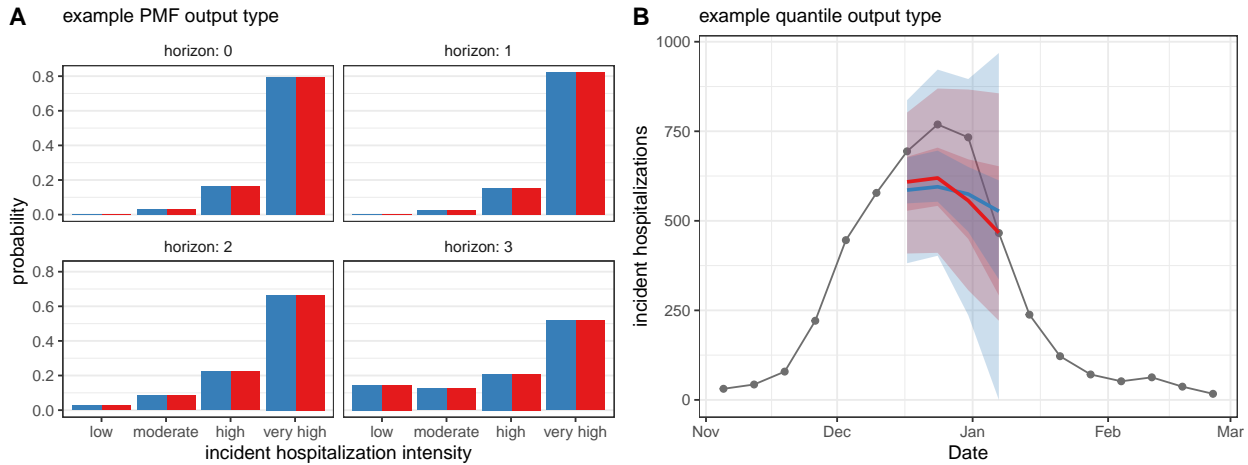 A example PMF output type
horizon: 0 horizon: 1
0.8
0.6
0.4
0.2
0.0
horizon: 2 horizon: 3
0.8
0.6
0.4
0.2
0.0
probability
low moderate high very high low moderate high very high
incident hospitalization intensity
B example quantile output type
1000
750
500
250
0
incident hospitalizations
Nov Dec Jan Feb Mar
Date